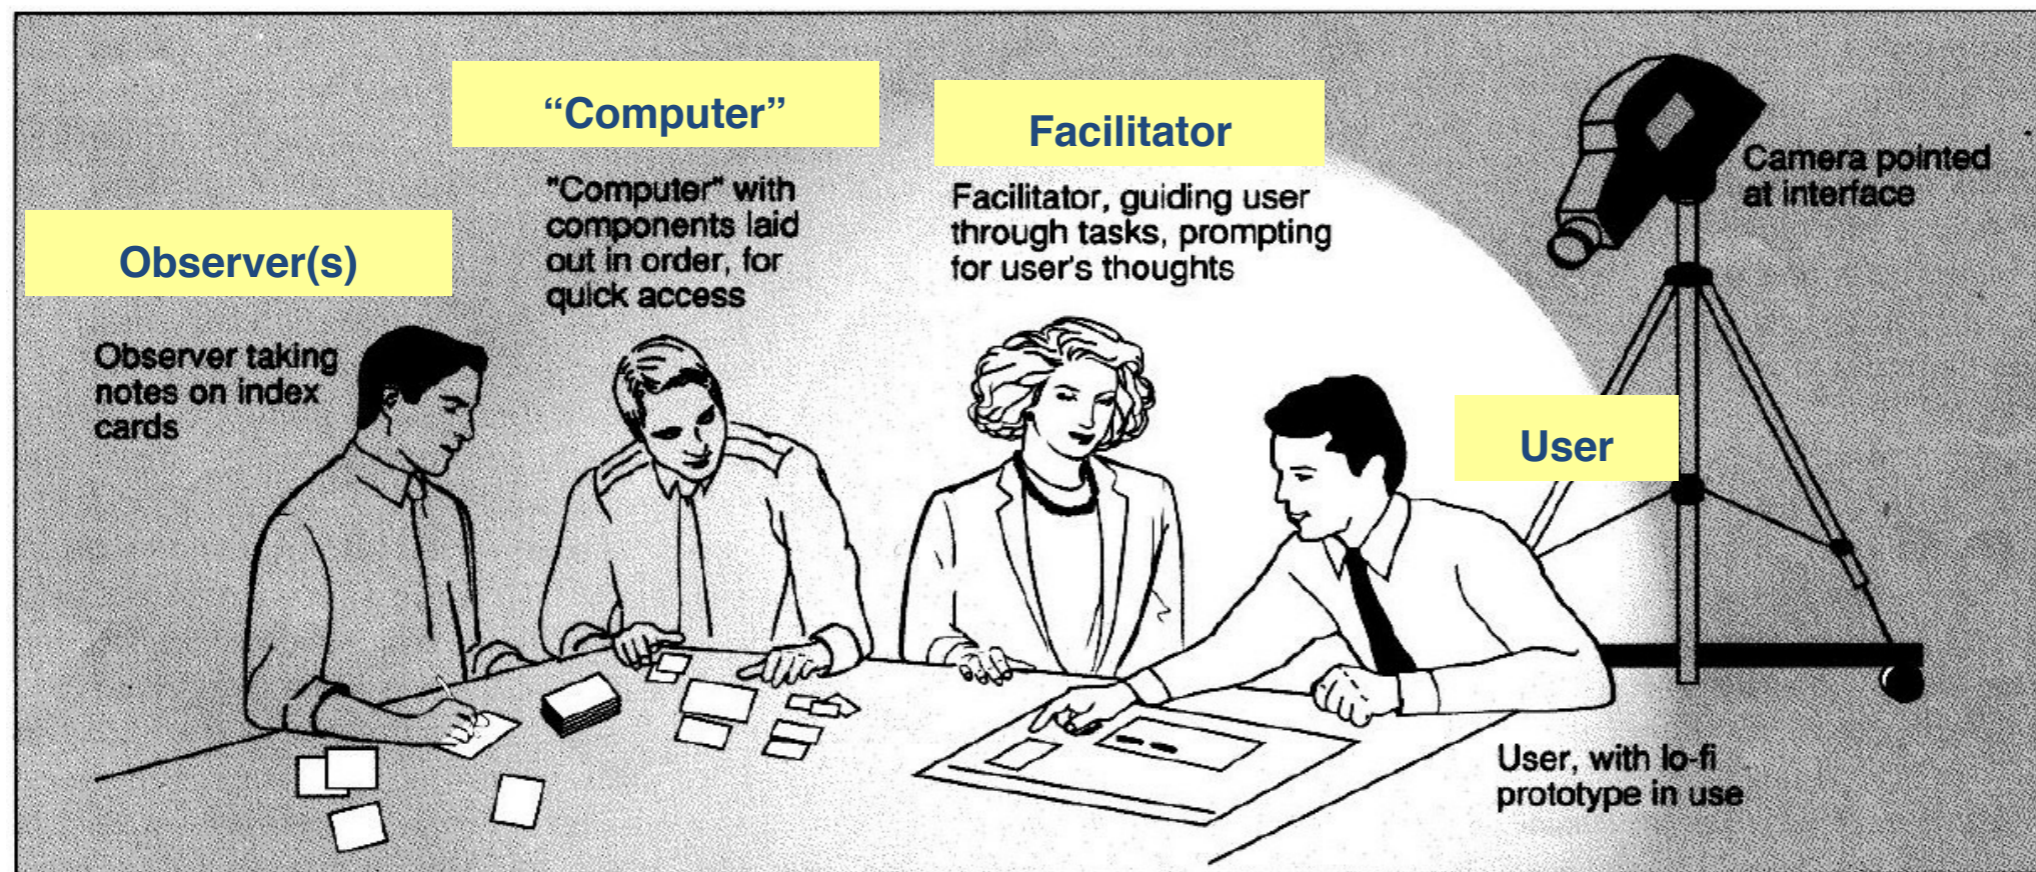 Observer(s)
Observer taking
notes on index
cards
“Computer”
"Computer" with
components laid
out in order, for
quick access
Facilitator
Facilitator, guiding user
through tasks, prompting
for user's thoughts
Camera pointed
at interface
User
User, with lo-fi
prototype in use